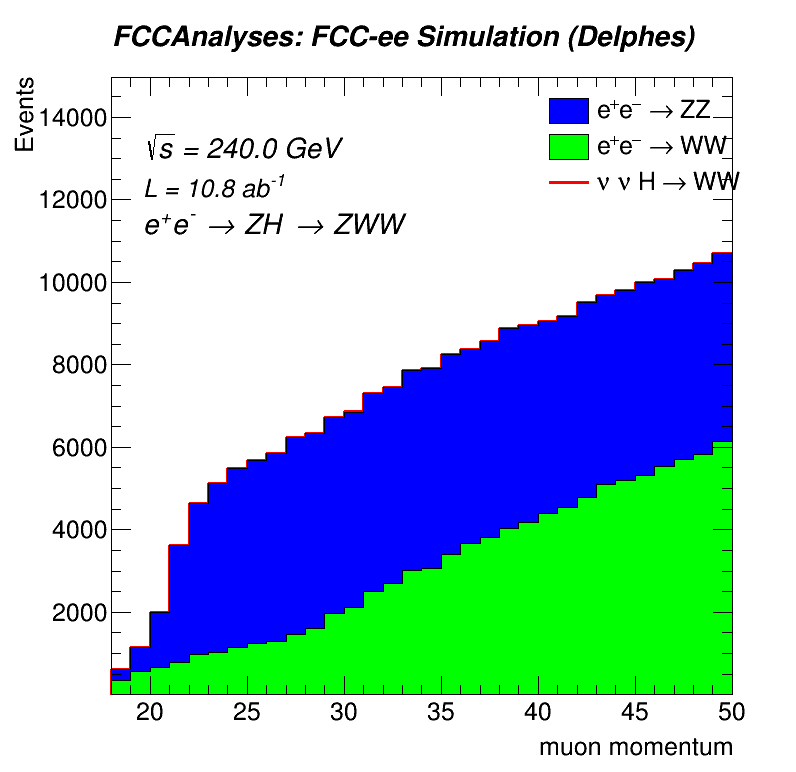 FCCAnalyses: FCC-ee Simulation (Delphes)
Events
14000
12000
10000
8000
6000
4000
2000
√s = 240.0 GeV
L = 10.8 ab⁻¹
e⁺e⁻ → ZH → ZWW
e⁺e⁻ → ZZ
e⁺e⁻ → WW
ν ν H → WW
20 25 30 35 40 45 50
muon momentum